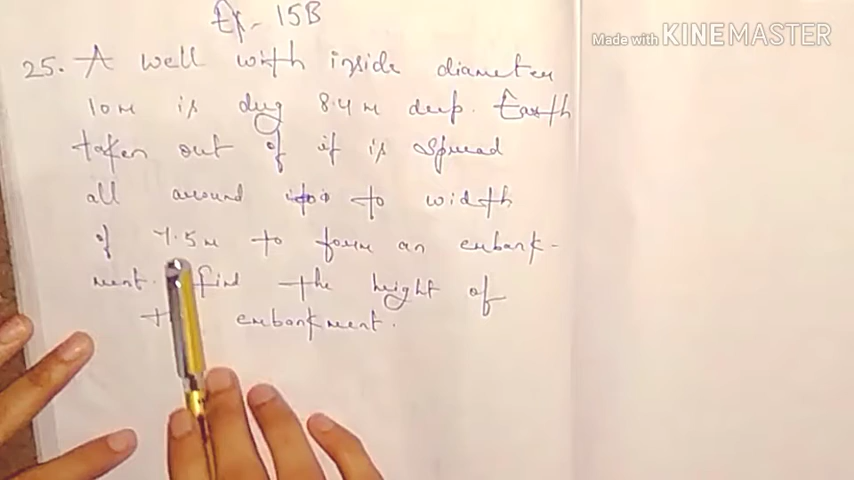 Ex- 15B
Made with KINEMASTER
25. A well with inside diameter
10m is dug 8.4m deep. Earth
taken out of it is spread
all around to width
of 7.5m to form an embank-
ment. find the height of
embankment.